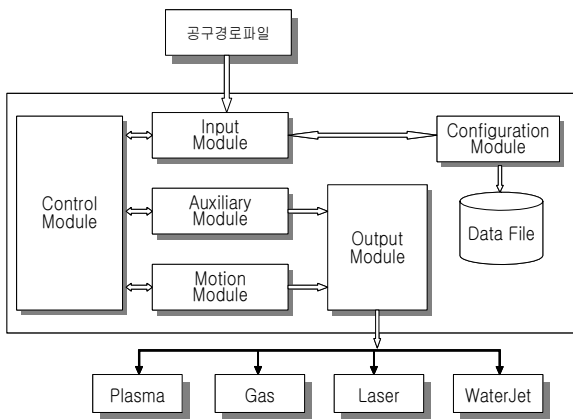 공구경로파일
Input
Module
Configuration
Module
Control
Module
Auxiliary
Module
Output
Module
Data File
Motion
Module
Plasma
Gas
Laser
WaterJet